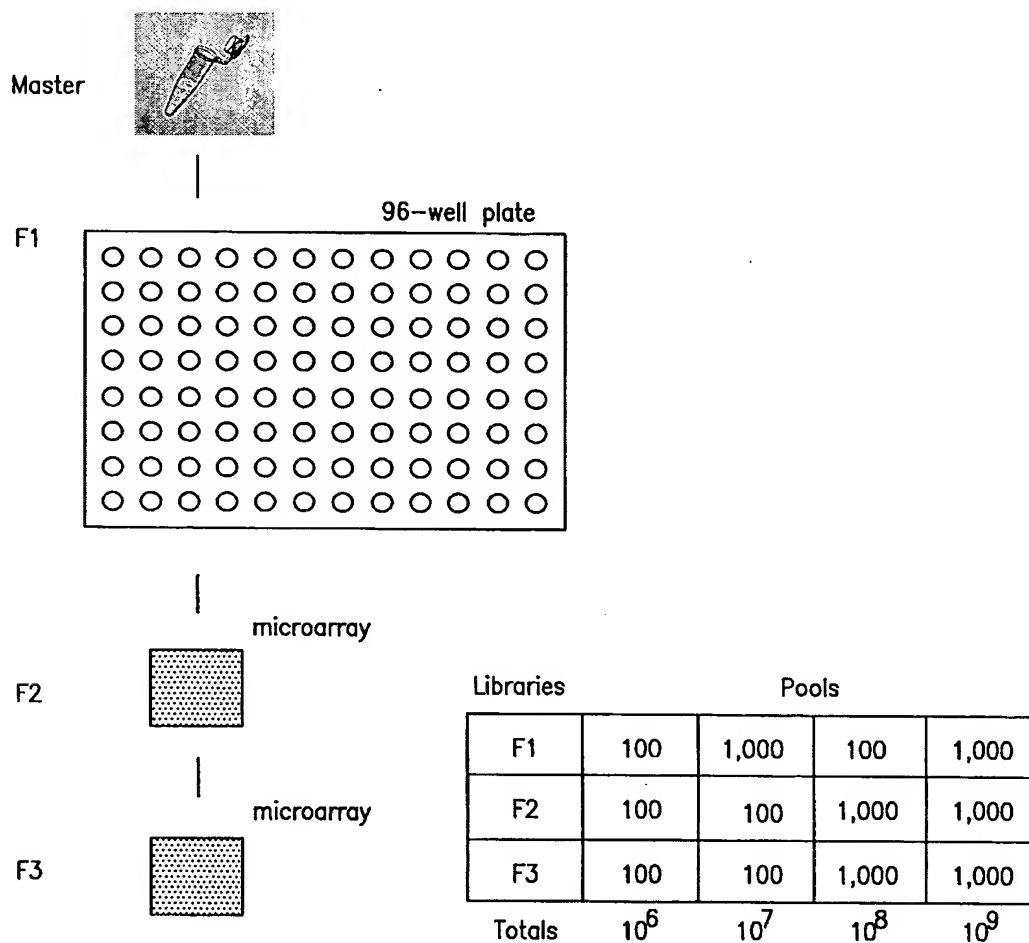 Master
96-well plate
F1
microarray
F2
microarray
F3
Libraries Pools
F1 100 1,000 100 1,000
F2 100 100 1,000 1,000
F3 100 100 1,000 1,000
Totals 10^6 10^7 10^8 10^9